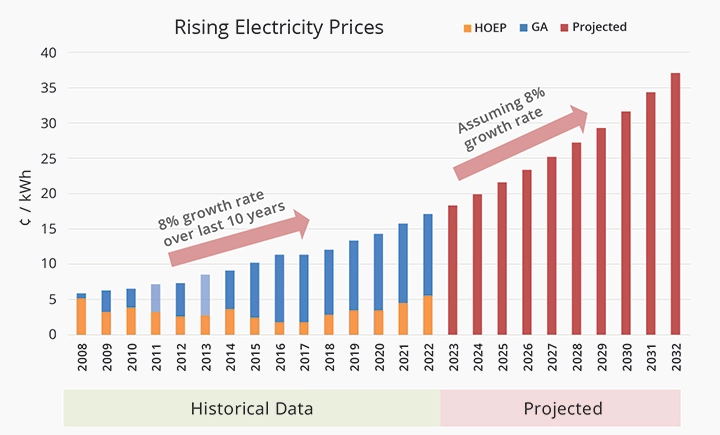 Rising Electricity Prices
HOEP GA Projected
¢ / kWh
40
35
30
25
20
15
10
5
0
8% growth rate
over last 10 years
Assuming 8%
growth rate
2008 2009 2010 2011 2012 2013 2014 2015 2016 2017 2018 2019 2020 2021 2022 2023 2024 2025 2026 2027 2028 2029 2030 2031 2032
Historical Data
Projected